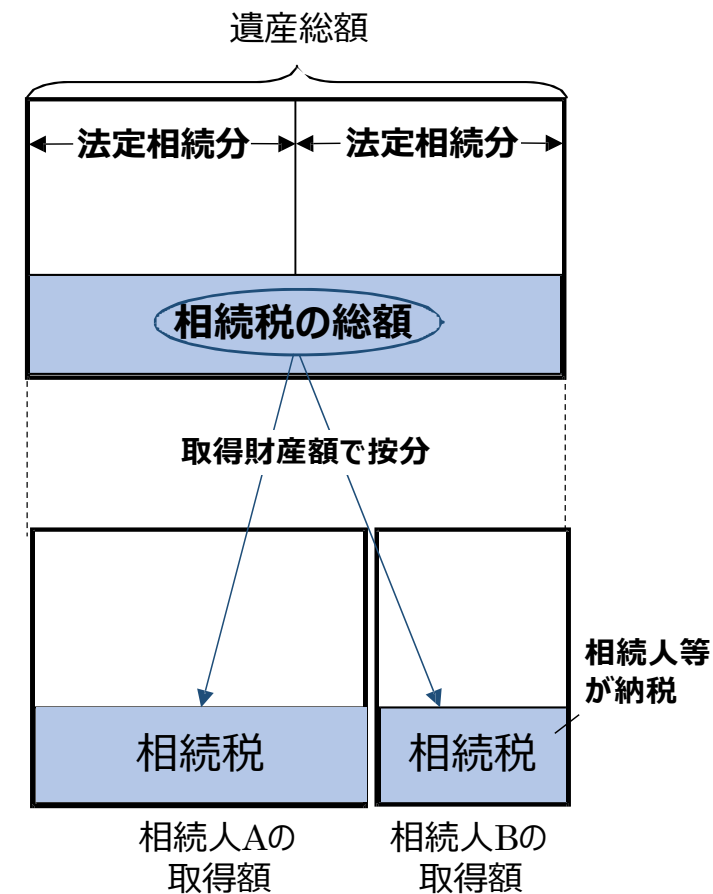 遺産総額
法定相続分
法定相続分
相続税の総額
取得財産額で按分
相続人等
が納税
相続税
相続税
相続人Aの
取得額
相続人Bの
取得額